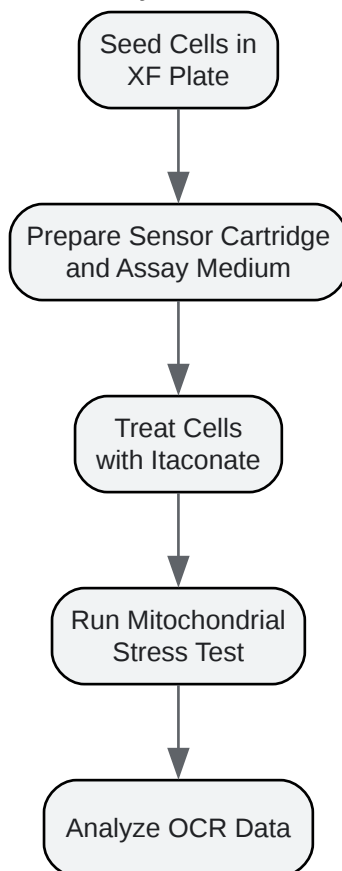 Seed Cells in
XF Plate
Prepare Sensor Cartridge
and Assay Medium
Treat Cells
with Itaconate
Run Mitochondrial
Stress Test
Analyze OCR Data